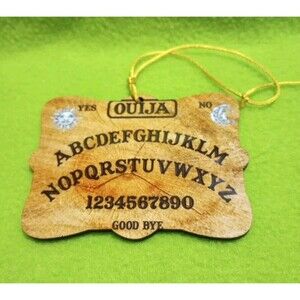 YES OUIJA NO
ABCDEFGHIJKLM
NOPQRSTUVWXYZ
1234567890
GOOD BYE